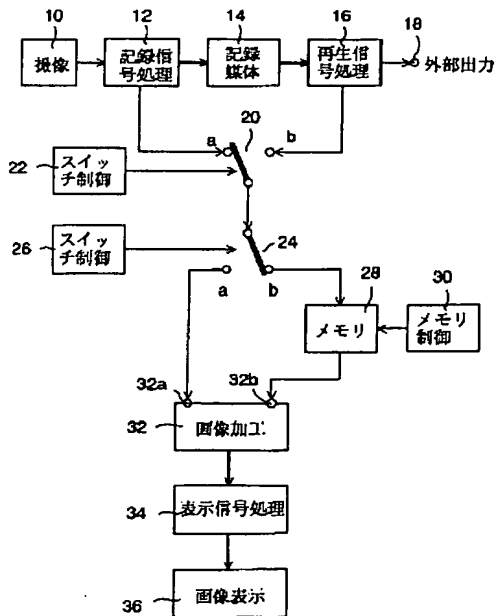 10
12
14
16
18
撮像
記録信
号処理
記録
媒体
再生信
号処理
外部出力
a
20
b
22
スイッ
チ制御
26
スイッ
チ制御
24
a
b
28
30
メモリ
メモリ
制御
32a
32b
32
画像加工
34
表示信号処理
36
画像表示